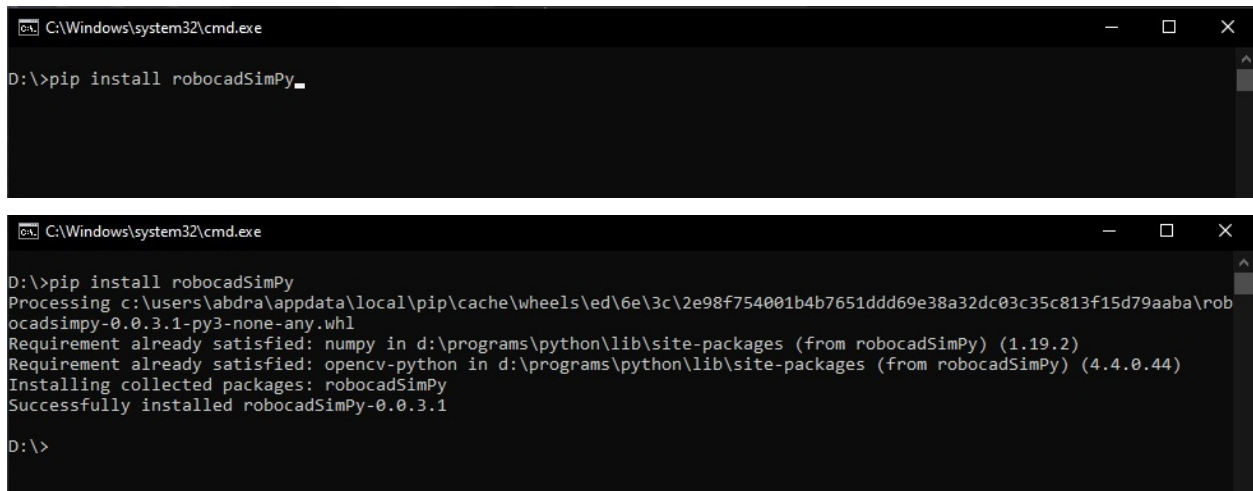 C:\Windows\system32\cmd.exe
D:\>pip install robocadSimPy
C:\Windows\system32\cmd.exe
D:\>pip install robocadSimPy
Processing c:\users\abdra\appdata\local\pip\cache\wheels\ed\6e\3c\2e98f754001b4b7651ddd69e38a32dc03c35c813f15d79aaba\rob
ocadsimpy-0.0.3.1-py3-none-any.whl
Requirement already satisfied: numpy in d:\programs\python\lib\site-packages (from robocadSimPy) (1.19.2)
Requirement already satisfied: opencv-python in d:\programs\python\lib\site-packages (from robocadSimPy) (4.4.0.44)
Installing collected packages: robocadSimPy
Successfully installed robocadSimPy-0.0.3.1
D:\>